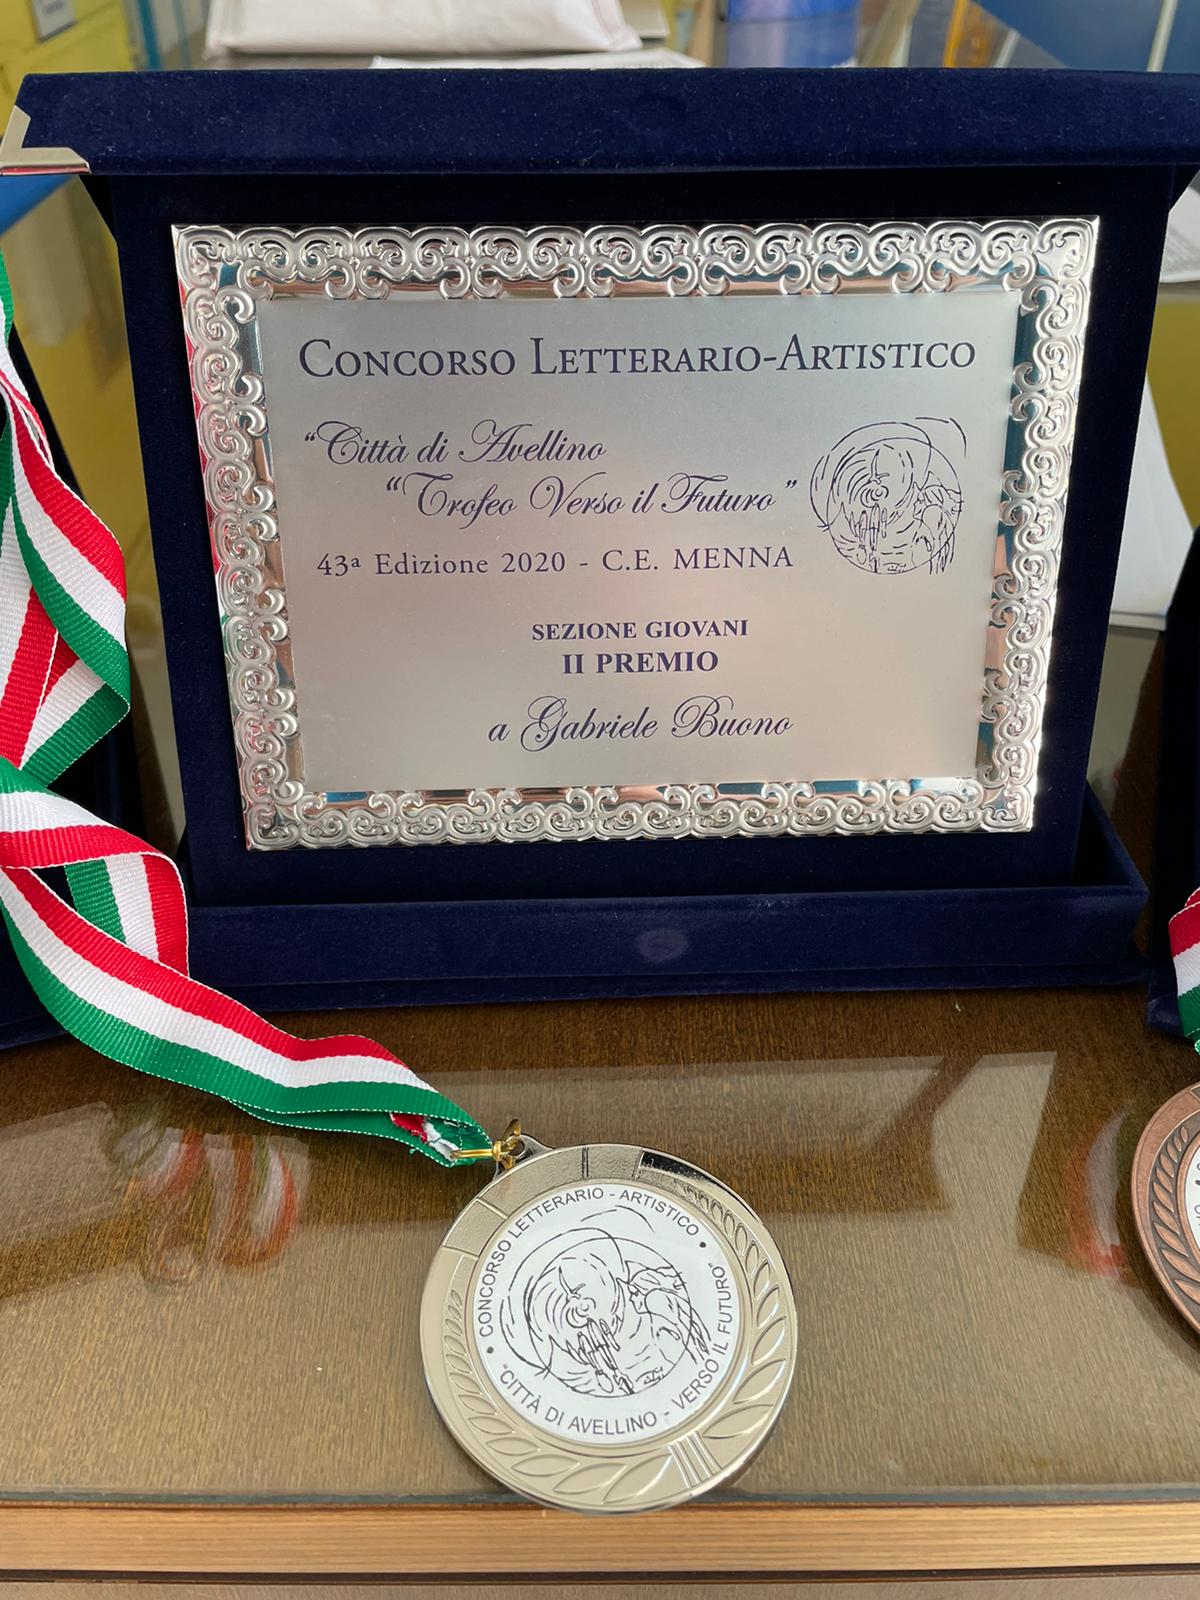 CONCORSO LETTERARIO-ARTISTICO
“Città di Avellino
“Trofeo Verso il Futuro”
43ª Edizione 2020 - C.E. MENNA
SEZIONE GIOVANI
II PREMIO
a Gabriele Buono
• CONCORSO LETTERARIO - ARTISTICO •
"CITTÀ DI AVELLINO - VERSO IL FUTURO"